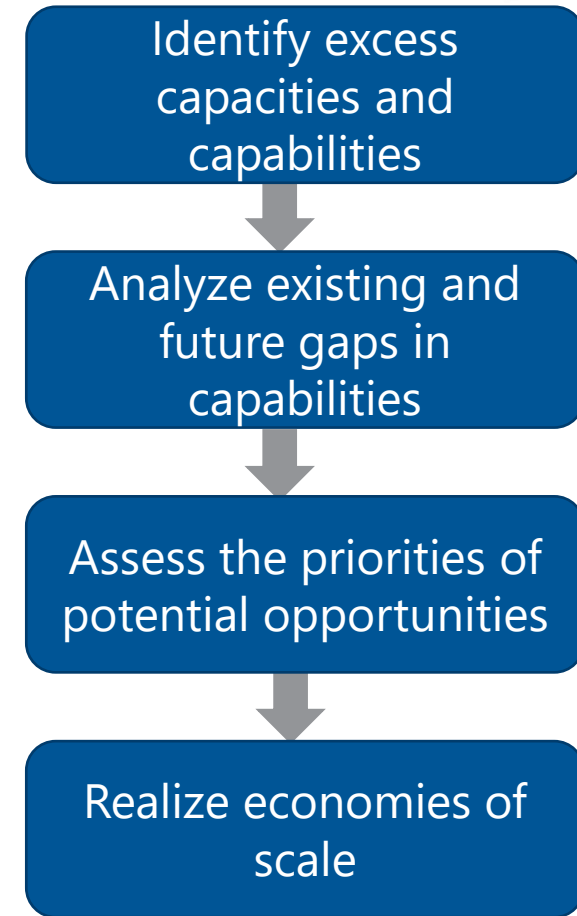 Identify excess
capacities and
capabilities
Analyze existing and
future gaps in
capabilities
Assess the priorities of
potential opportunities
Realize economies of
scale